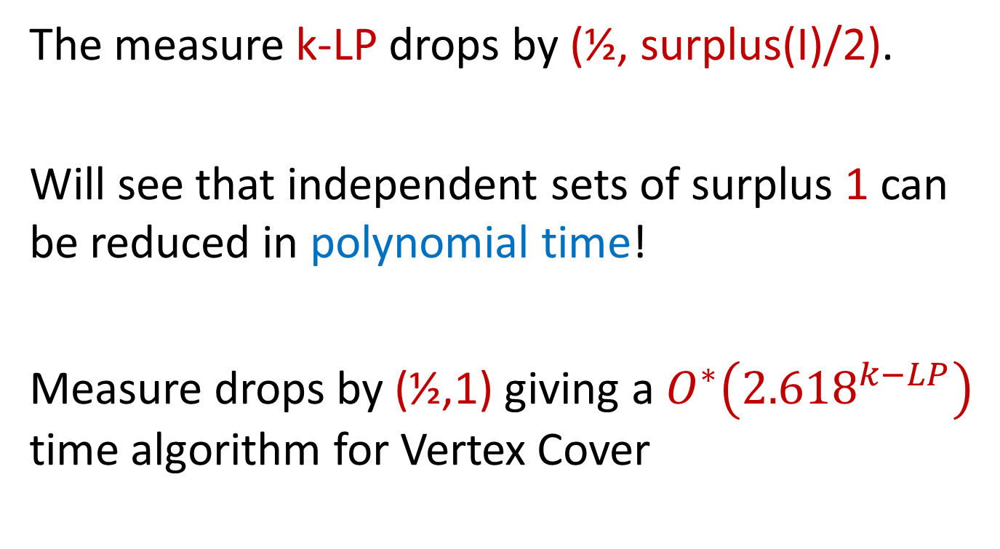 The measure k-LP drops by (½, surplus(I)/2).
Will see that independent sets of surplus 1 can
be reduced in polynomial time!
Measure drops by (½,1) giving a O*(2.618^{k-LP})
time algorithm for Vertex Cover